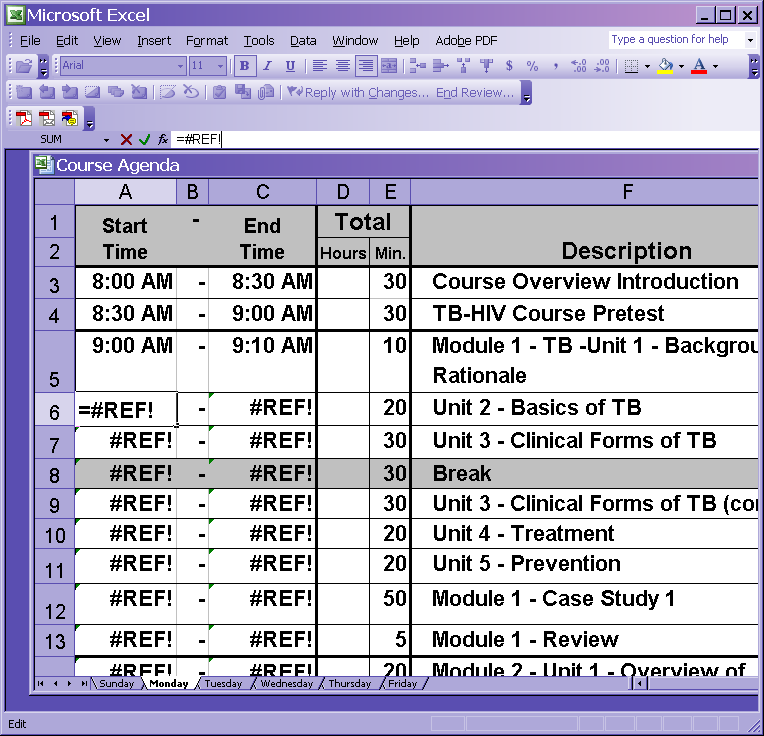 Microsoft Excel
File Edit View Insert Format Tools Data Window Help Adobe PDF Type a question for help
Arial 11 B I U $ % ,
Reply with Changes... End Review...
SUM fx =#REF!
Course Agenda
A B C D E F
1 Start - End Total
2 Time Time Hours Min. Description
3 8:00 AM - 8:30 AM 30 Course Overview Introduction
4 8:30 AM - 9:00 AM 30 TB-HIV Course Pretest
9:00 AM - 9:10 AM 10 Module 1 - TB -Unit 1 - Backgrou
5 Rationale
6 =#REF! - #REF! 20 Unit 2 - Basics of TB
7 #REF! - #REF! 30 Unit 3 - Clinical Forms of TB
8 #REF! - #REF! 30 Break
9 #REF! - #REF! 30 Unit 3 - Clinical Forms of TB (co
10 #REF! - #REF! 20 Unit 4 - Treatment
11 #REF! - #REF! 20 Unit 5 - Prevention
12 #REF! - #REF! 50 Module 1 - Case Study 1
13 #REF! - #REF! 5 Module 1 - Review
#REF! - #REF! 20 Module 2 - Unit 1 - Overview of
Sunday Monday Tuesday Wednesday Thursday Friday
Edit